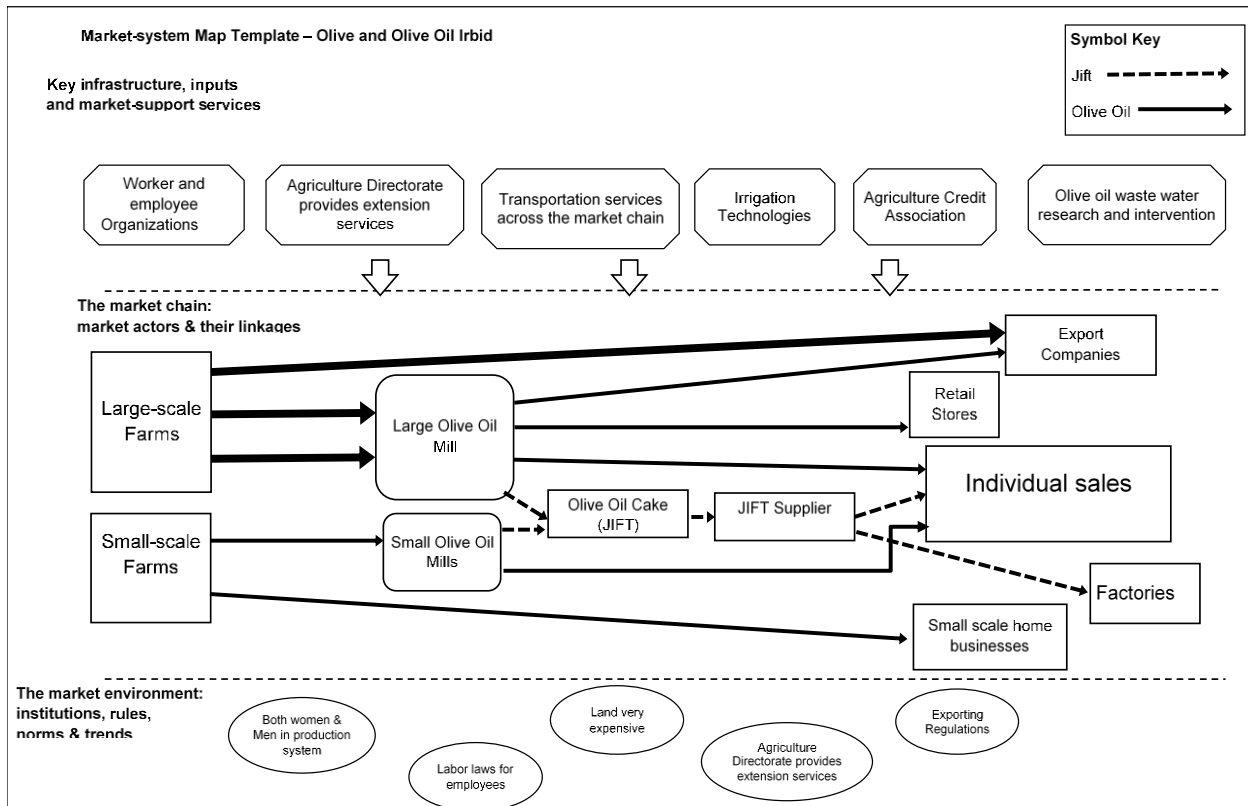 Market-system Map Template – Olive and Olive Oil Irbid
Symbol Key
Jift
Olive Oil
Key infrastructure, inputs
and market-support services
Worker and
employee
Organizations
Agriculture Directorate
provides extension
services
Transportation services
across the market chain
Irrigation
Technologies
Agriculture Credit
Association
Olive oil waste water
research and intervention
The market chain:
market actors & their linkages
Export
Companies
Large-scale
Farms
Large Olive Oil
Mill
Retail
Stores
Individual sales
Olive Oil Cake
(JIFT)
JIFT Supplier
Small-scale
Farms
Small Olive Oil
Mills
Factories
Small scale home
businesses
The market environment:
institutions, rules,
norms & trends
Both women &
Men in production
system
Labor laws for
employees
Land very
expensive
Agriculture
Directorate provides
extension services
Exporting
Regulations